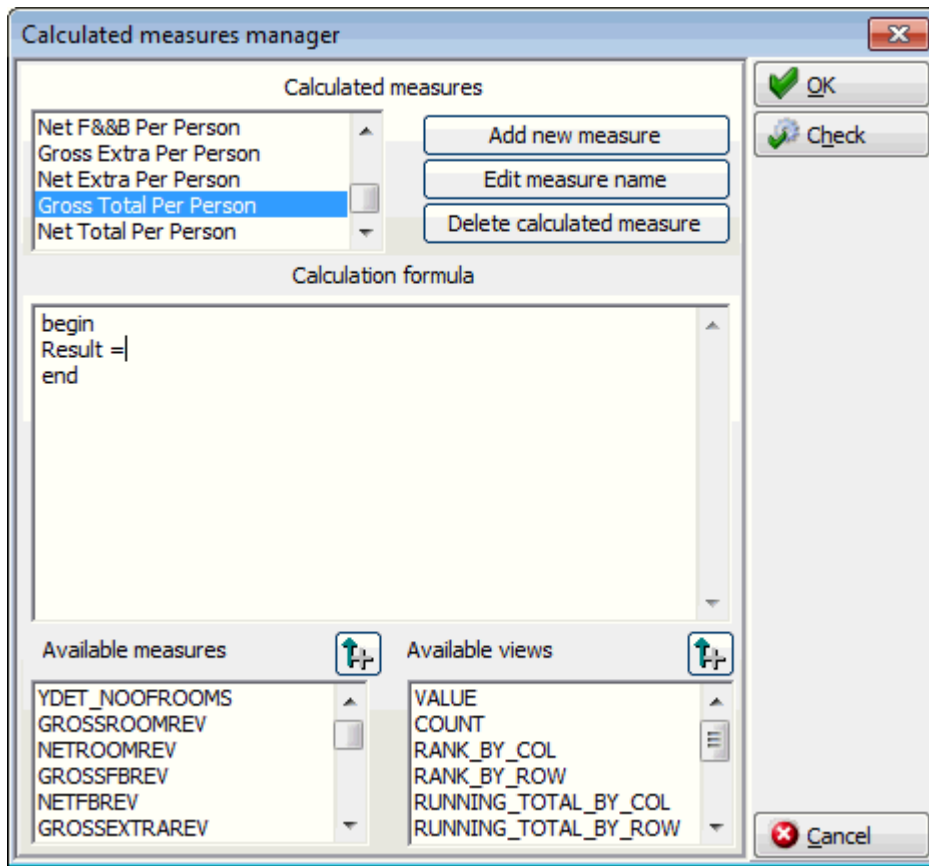 Calculated measures manager
Calculated measures
OK
Net F&&B Per Person
Gross Extra Per Person
Net Extra Per Person
Gross Total Per Person
Net Total Per Person
Add new measure
Edit measure name
Delete calculated measure
Check
Calculation formula
begin
Result =
end
Available measures
Available views
YDET_NOOFROOMS
GROSSROOMREV
NETROOMREV
GROSSFBREV
NETFBREV
GROSSEXTRAREV
VALUE
COUNT
RANK_BY_COL
RANK_BY_ROW
RUNNING_TOTAL_BY_COL
RUNNING_TOTAL_BY_ROW
Cancel